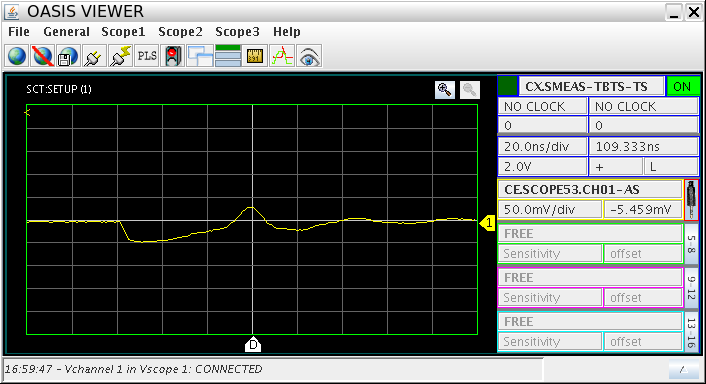 OASIS VIEWER
File General Scope1 Scope2 Scope3 Help
PLS
SCT:SETUP (1)
1
D
CX.SMEAS-TBTS-TS ON
NO CLOCK NO CLOCK
0 0
20.0ns/div 109.333ns
2.0V + L
CE.SCOPE53.CH01-AS
50.0mV/div -5.459mV
FREE
Sensitivity offset
5-8
FREE
Sensitivity offset
9-12
FREE
Sensitivity offset
13-16
16:59:47 - Vchannel 1 in Vscope 1: CONNECTED